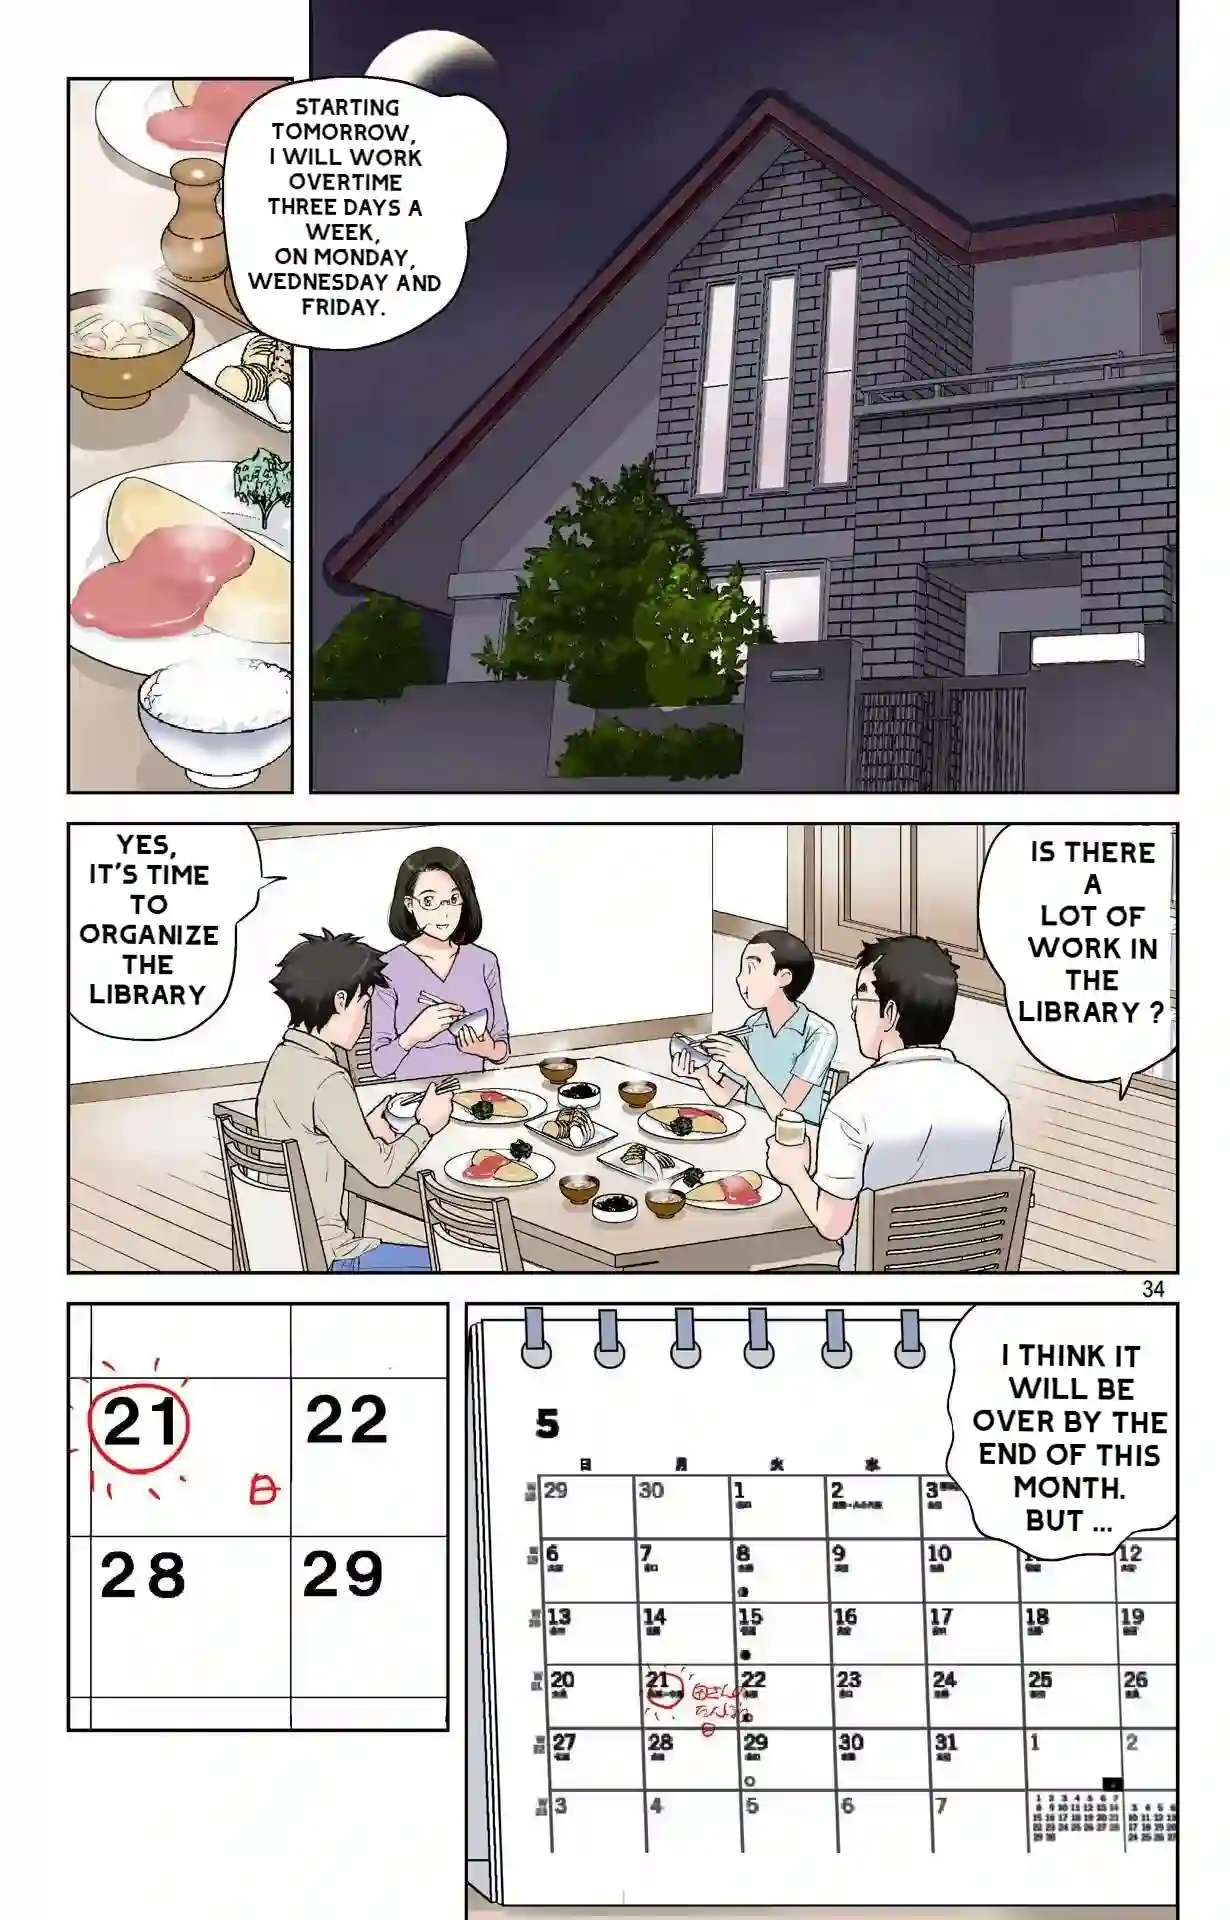 STARTING
TOMORROW,
I WILL WORK
OVERTIME
THREE DAYS A
WEEK,
ON MONDAY,
WEDNESDAY AND
FRIDAY.
IS THERE
A
LOT OF
WORK IN
THE
LIBRARY ?
YES,
IT'S TIME
TO
ORGANIZE
THE
LIBRARY
34
21 22
日
28 29
I THINK IT
WILL BE
OVER BY THE
END OF THIS
MONTH.
BUT ...
5
日 月 火 水
29 30 1 2 3
6 7 8 9 10 12
13 14 15 16 17 18 19
20 21 22 23 24 25 26
日
27 28 29 30 31 1 2
3 4 5 6 7